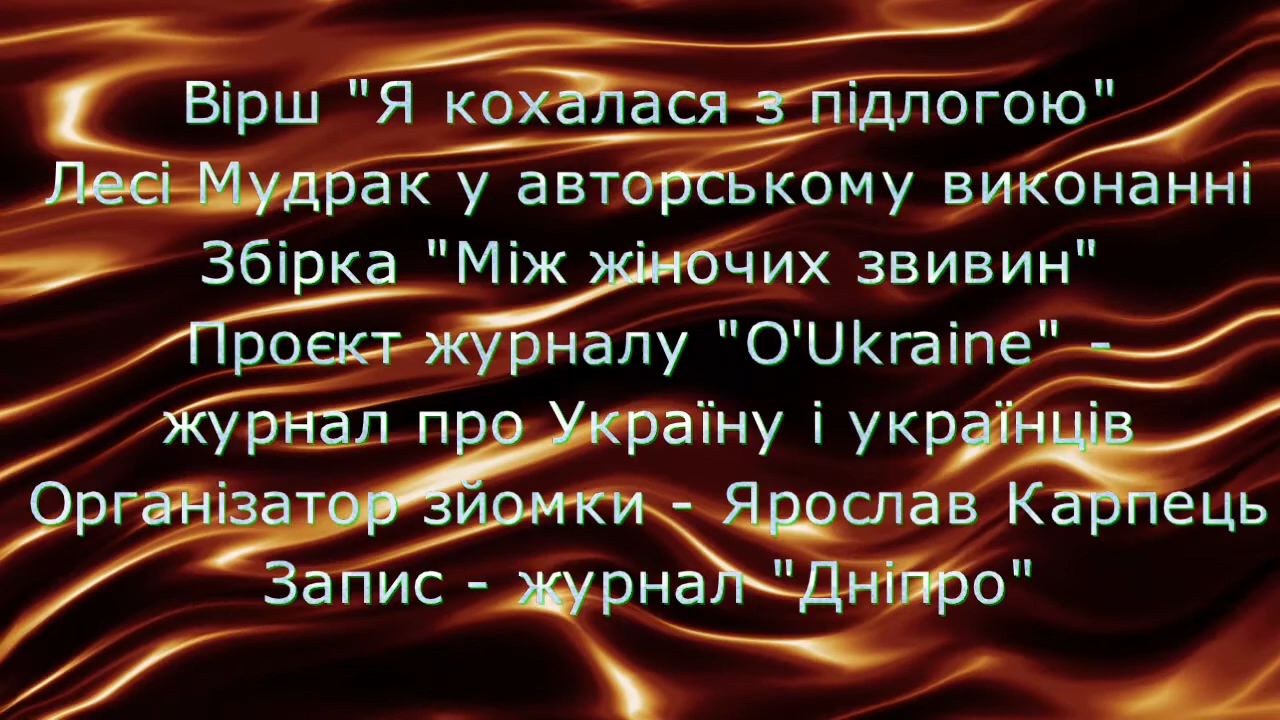 Вірш "Я кохалася з підлогою"
Лесі Мудрак у авторському виконанні
Збірка "Між жіночих звивин"
Проєкт журналу "O'Ukraine" -
журнал про Україну і українців
Організатор зйомки - Ярослав Карпець
Запис - журнал "Дніпро"